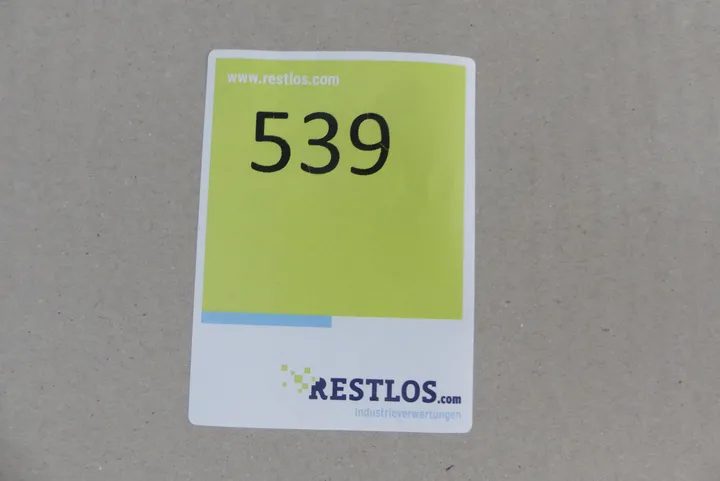 www.restlos.com
539
RESTLOS.com
Industrieverwertungen